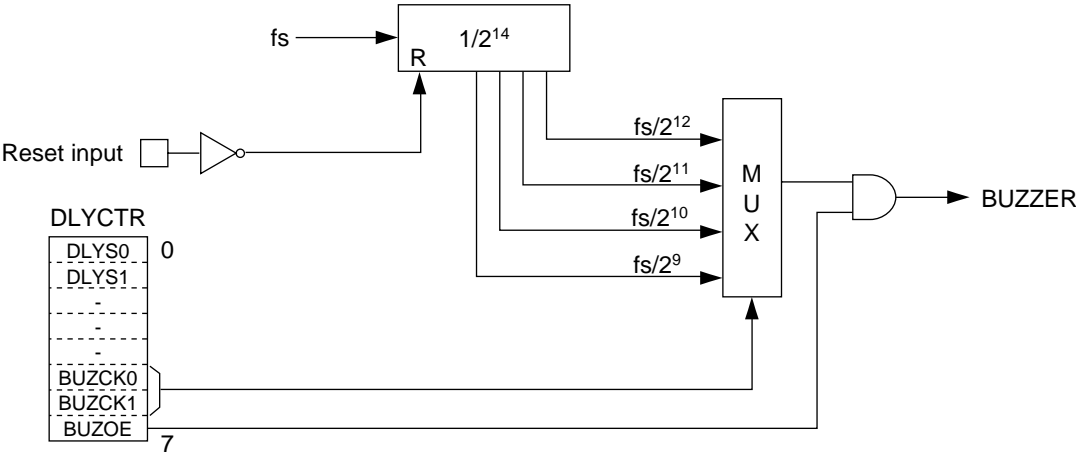 fs
1/2¹⁴
R
fs/2¹²
Reset input
fs/2¹¹
M
U
X
BUZZER
fs/2¹⁰
fs/2⁹
DLYCTR
DLYS0
0
DLYS1
-
-
-
BUZCK0
BUZCK1
BUZOE
7